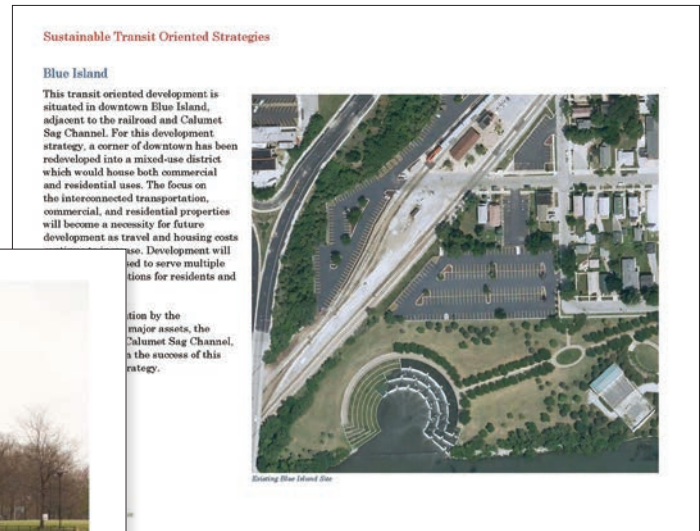 Sustainable Transit Oriented Strategies
Blue Island
This transit oriented development is
situated in downtown Blue Island,
adjacent to the railroad and Calumet
Sag Channel. For this development
strategy, a corner of downtown has been
redeveloped into a mixed-use district
which would house both commercial
and residential uses. The focus on
the interconnected transportation,
commercial, and residential properties
will become a necessity for future
development as travel and housing costs
ase. Development will
sed to serve multiple
tions for residents and
tion by the
major assets, the
Calumet Sag Channel,
n the success of this
rategy.
Existing Blue Island Site